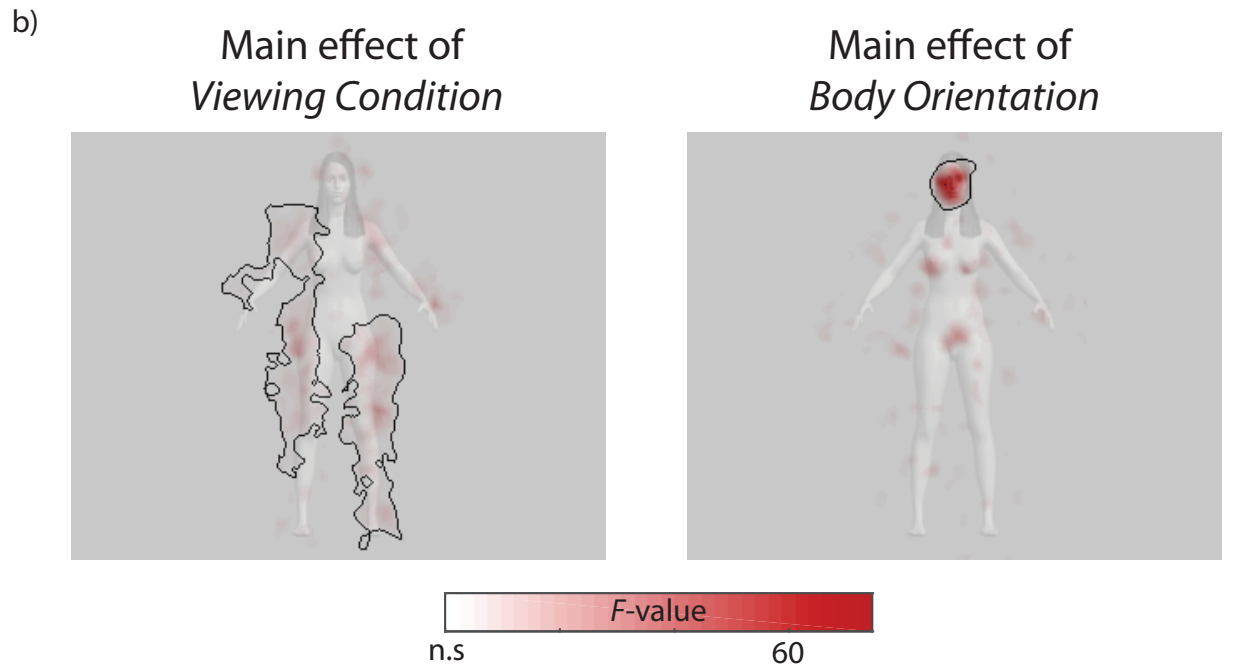 b)
Main effect of
Viewing Condition
Main effect of
Body Orientation
F-value
n.s
60